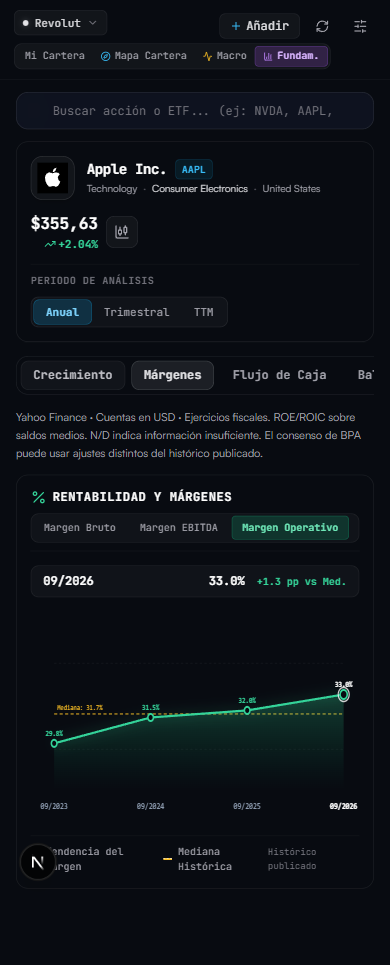 Revolut
Añadir
Mi Cartera
Mapa Cartera
Macro
Fundam.
Buscar acción o ETF... (ej: NVDA, AAPL,
Apple Inc. AAPL
Technology · Consumer Electronics · United States
$355,63
+2.04%
PERIODO DE ANÁLISIS
Anual
Trimestral
TTM
Crecimiento
Márgenes
Flujo de Caja
Yahoo Finance · Cuentas en USD · Ejercicios fiscales. ROE/ROIC sobre
saldos medios. N/D indica información insuficiente. El consenso de BPA
puede usar ajustes distintos del histórico publicado.
RENTABILIDAD Y MÁRGENES
Margen Bruto
Margen EBITDA
Margen Operativo
09/2026 33.0% +1.3 pp vs Med.
33.0%
32.0%
31.5%
Mediana: 31.7%
29.8%
09/2023 09/2024 09/2025 09/2026
del
Mediana
Histórica
Histórico
publicado
N